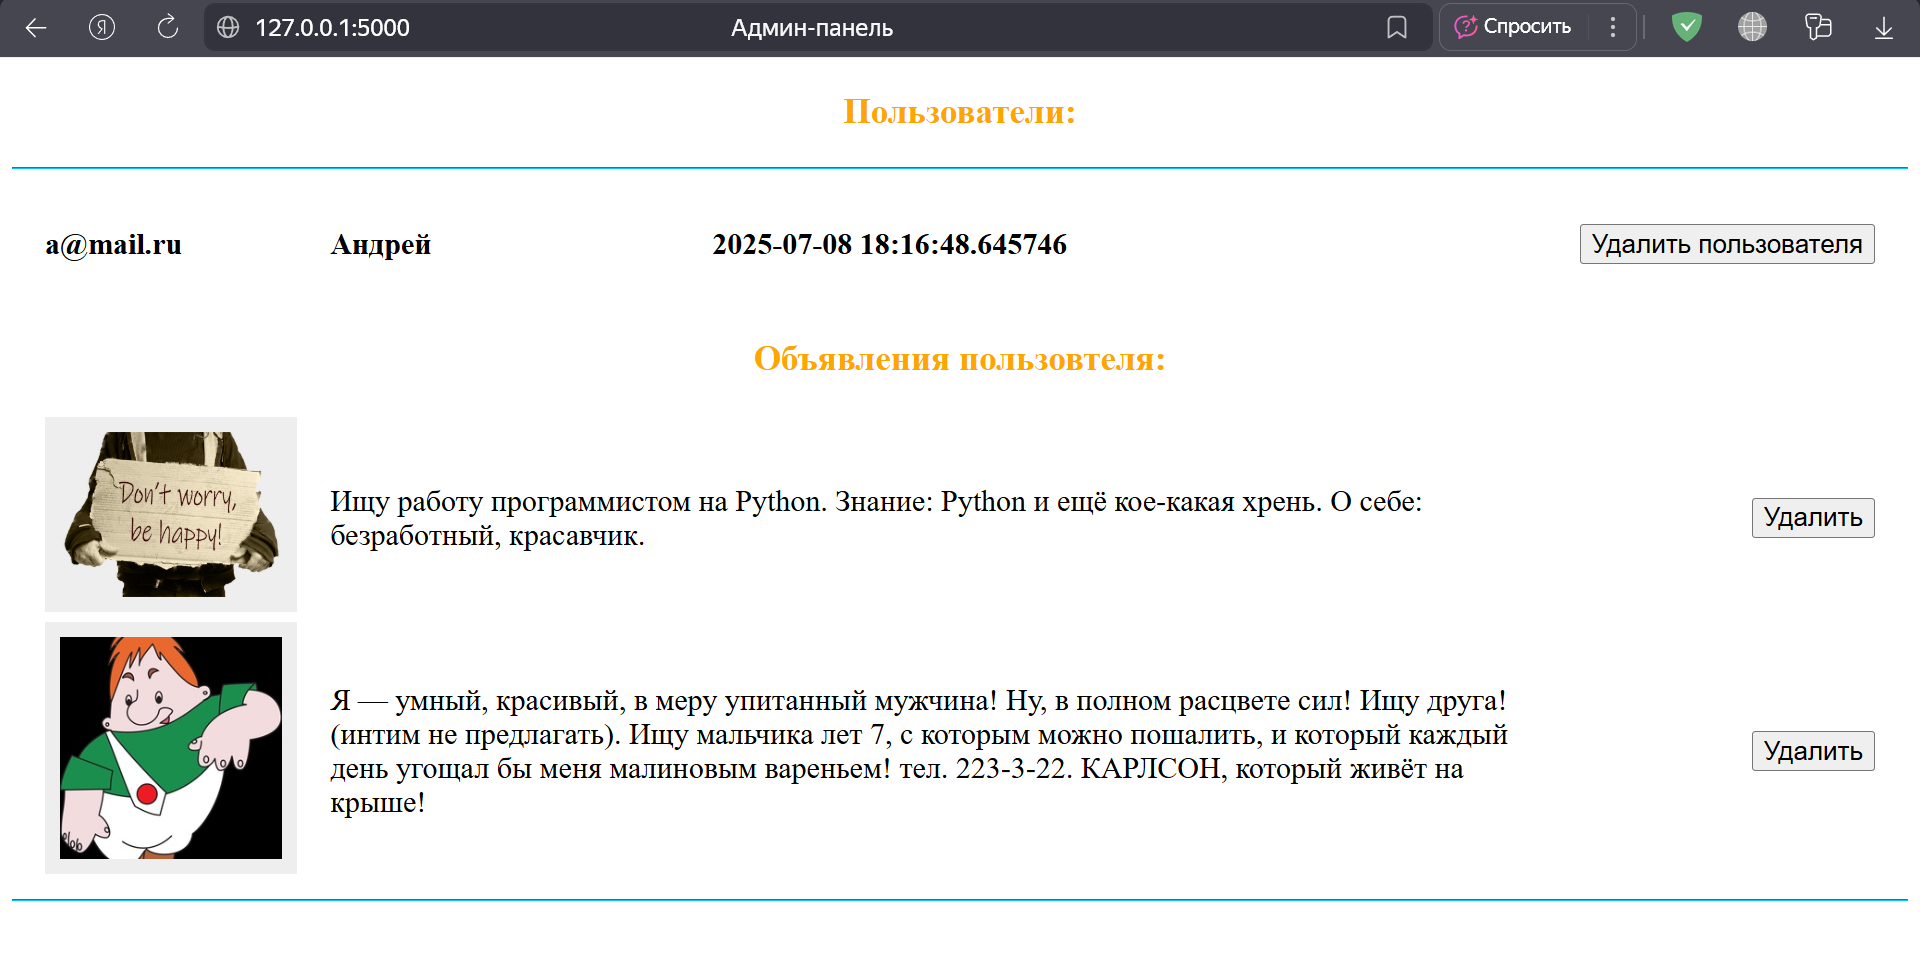 127.0.0.1:5000
Админ-панель
Спросить
Пользователи:
a@mail.ru
Андрей
2025-07-08 18:16:48.645746
Удалить пользователя
Объявления пользовтеля:
Don't worry,
be happy!
Ищу работу программистом на Python. Знание: Python и ещё кое-какая хрень. О себе:
безработный, красавчик.
Удалить
Я — умный, красивый, в меру упитанный мужчина! Ну, в полном расцвете сил! Ищу друга!
(интим не предлагать). Ищу мальчика лет 7, с которым можно пошалить, и который каждый
день угощал бы меня малиновым вареньем! тел. 223-3-22. КАРЛСОН, который живёт на
крыше!
Удалить